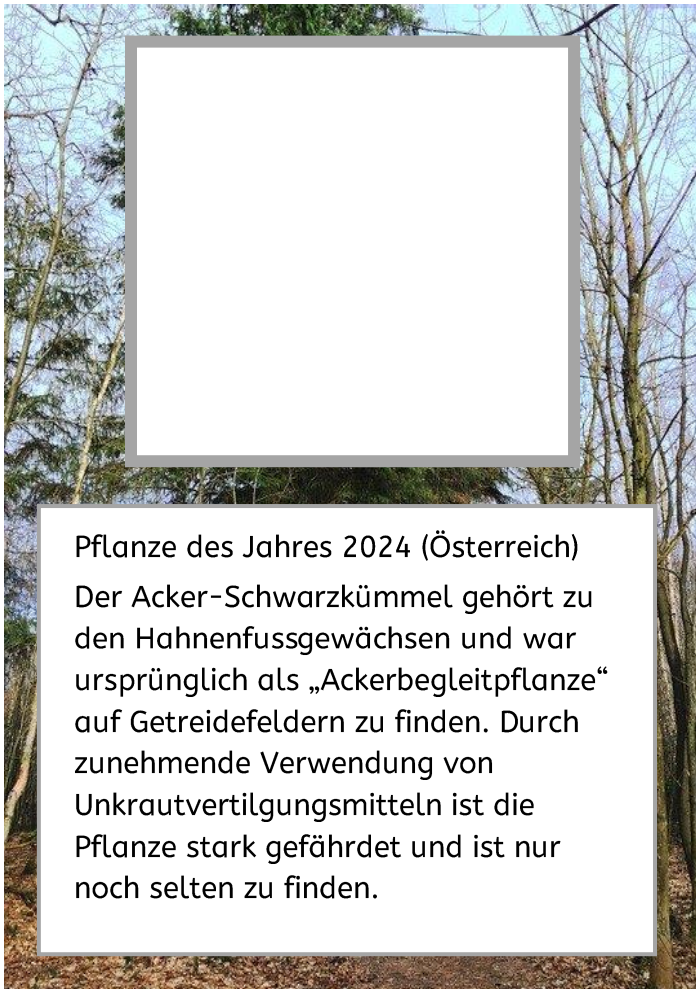 Pflanze des Jahres 2024 (Österreich)
Der Acker-Schwarzkümmel gehört zu
den Hahnenfussgewächsen und war
ursprünglich als „Ackerbegleitpflanze“
auf Getreidefeldern zu finden. Durch
zunehmende Verwendung von
Unkrautvertilgungsmitteln ist die
Pflanze stark gefährdet und ist nur
noch selten zu finden.